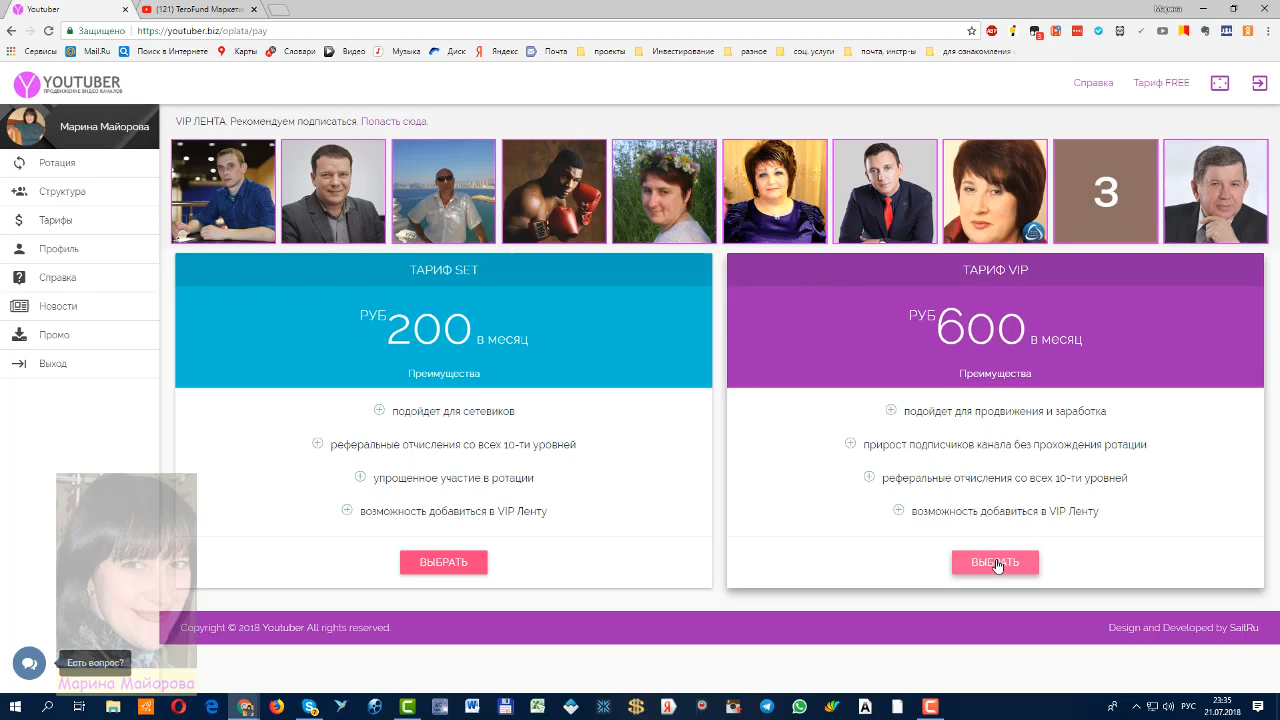 Youtuber
(121) TeroFund Маркети
Марина
Защищено
https://youtuber.biz/oplata/pay
Сервисы
Mail.Ru
Поиск в Интернете
Карты
Словари
Видео
Музыка
Диск
Яндекс
Почта
проекты
Инвестирование
разное
соц.услуги
почта, инстр-ы
для ознакомления
YOUTUBER
ПРОДВИЖЕНИЕ ВИДЕО КАНАЛОВ
Справка
Тариф FREE
Марина Майорова
VIP ЛЕНТА. Рекомендуем подписаться. Попасть сюда.
Ротация
Структура
Тарифы
Профиль
Справка
Новости
Промо
Выход
3
ТАРИФ SET
РУБ 200 в месяц
Преимущества
подойдет для сетевиков
реферальные отчисления со всех 10-ти уровней
упрощенное участие в ротации
возможность добавиться в VIP Ленту
ВЫБРАТЬ
ТАРИФ VIP
РУБ 600 в месяц
Преимущества
подойдет для продвижения и заработка
прирост подписчиков канала без прохождения ротации
реферальные отчисления со всех 10-ти уровней
возможность добавиться в VIP Ленту
ВЫБРАТЬ
Copyright © 2018 Youtuber All rights reserved.
Design and Developed by SaitRu
Есть вопрос?
Марина Майорова
РУС
23:35
21.07.2018